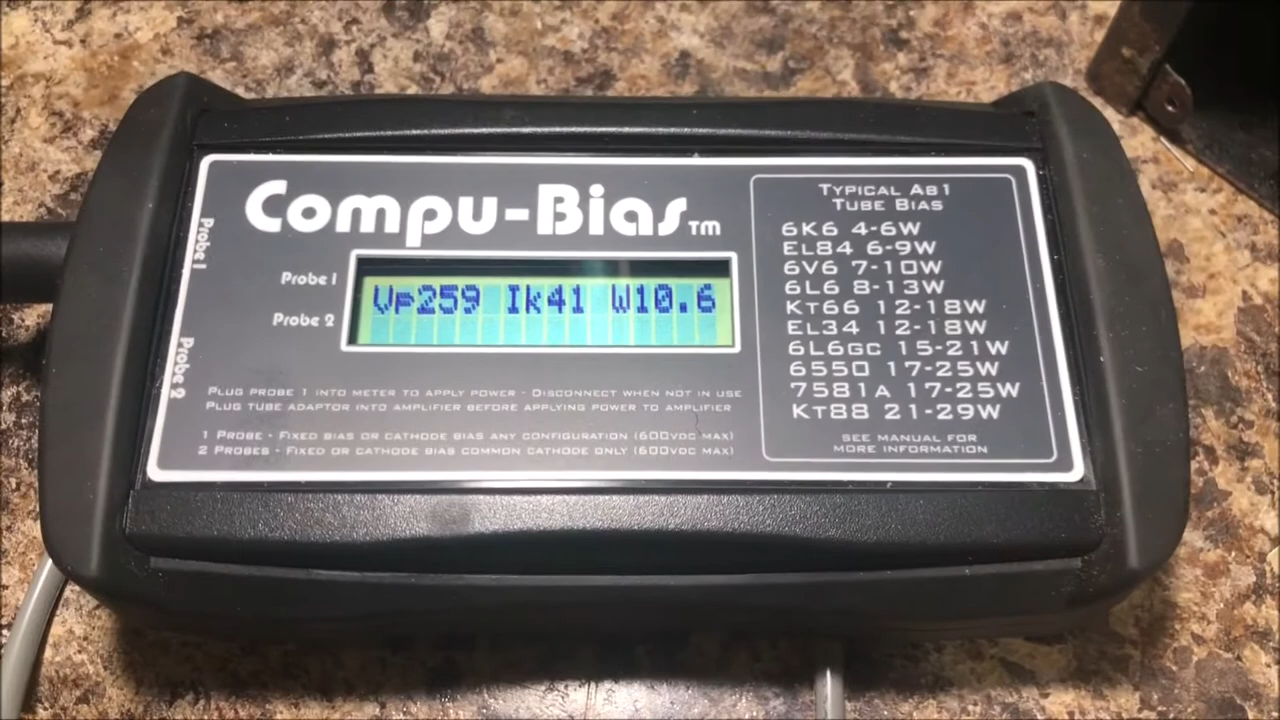 Compu-Bias™
Probe 1
Probe 2
Probe 1
Vp259 Ik41 W10.6
Probe 2
PLUG PROBE 1 INTO METER TO APPLY POWER - DISCONNECT WHEN NOT IN USE
PLUG TUBE ADAPTOR INTO AMPLIFIER BEFORE APPLYING POWER TO AMPLIFIER
1 PROBE - FIXED BIAS OR CATHODE BIAS ANY CONFIGURATION (600VDC MAX)
2 PROBES - FIXED OR CATHODE BIAS COMMON CATHODE ONLY (600VDC MAX)
TYPICAL AB1
TUBE BIAS
6K6 4-6W
EL84 6-9W
6V6 7-10W
6L6 8-13W
KT66 12-18W
EL34 12-18W
6L6GC 15-21W
6550 17-25W
7581A 17-25W
KT88 21-29W
SEE MANUAL FOR
MORE INFORMATION